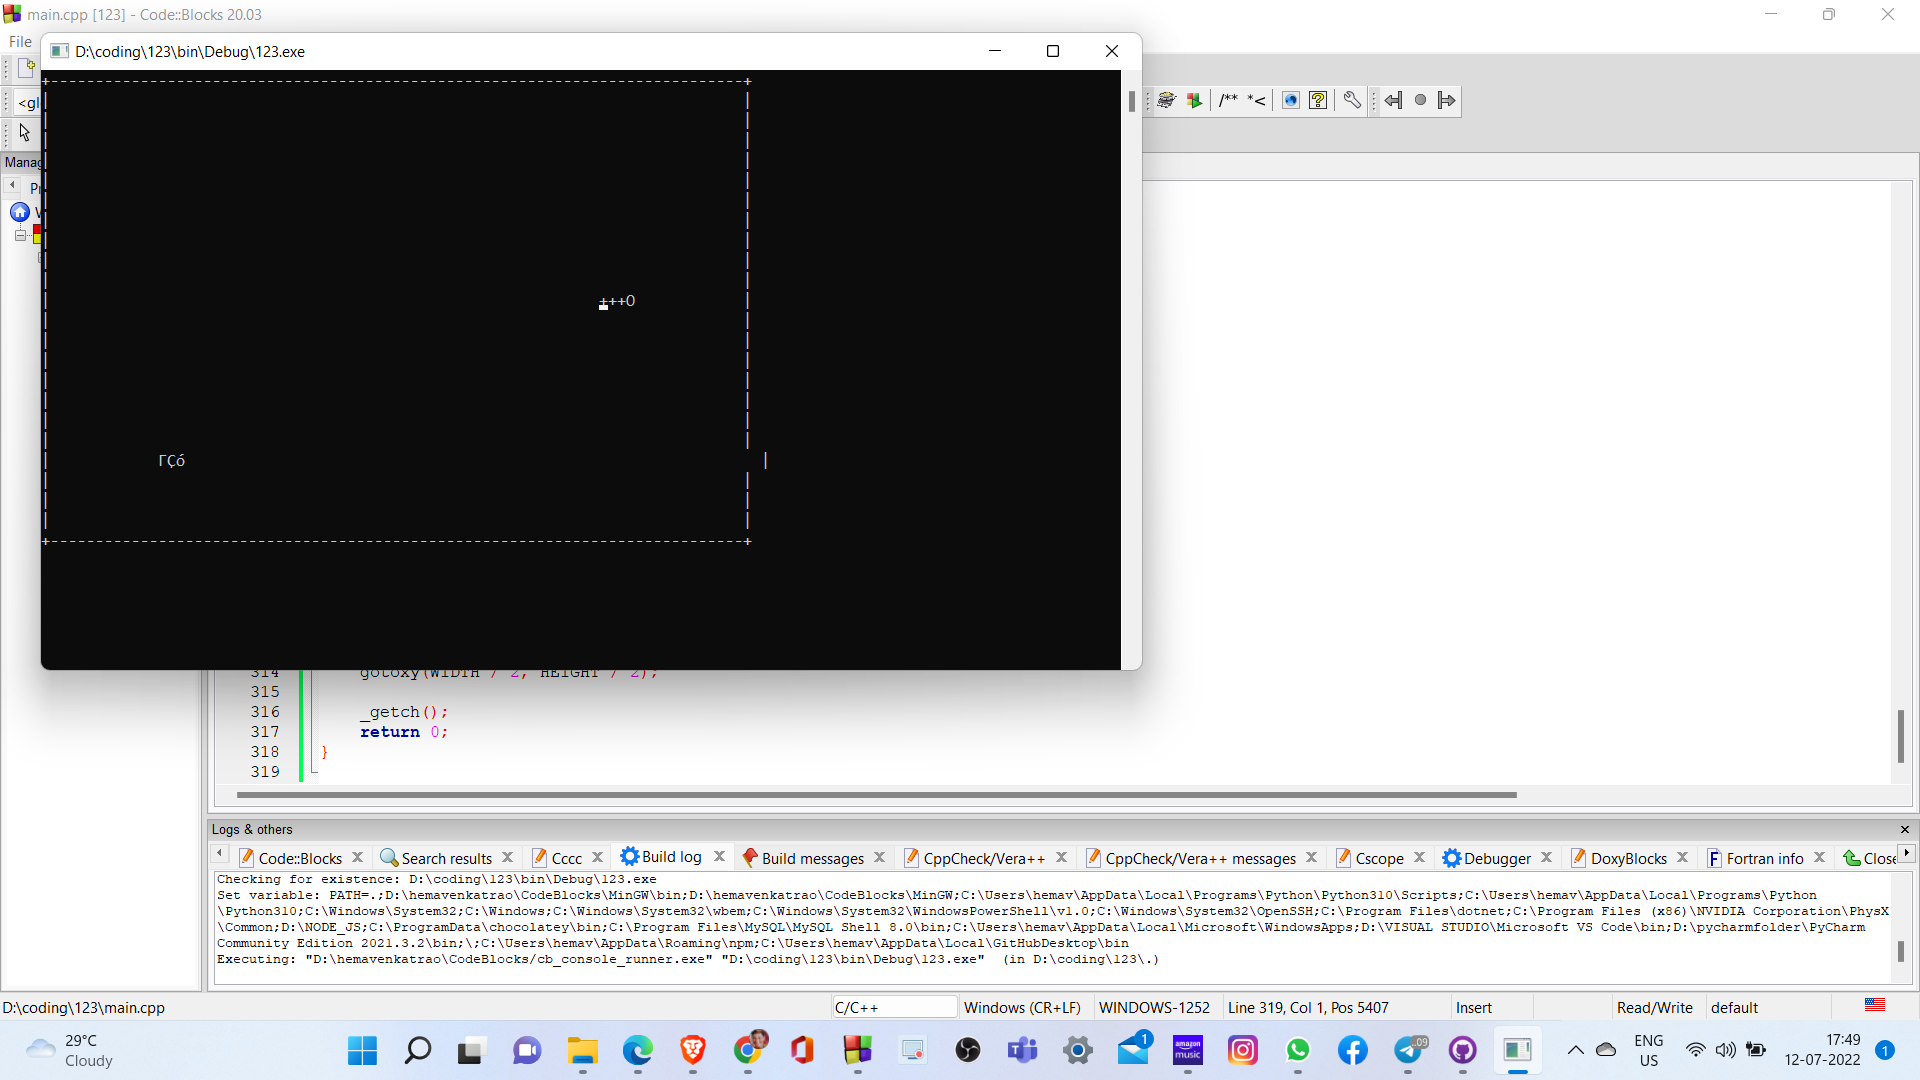 main.cpp [123] - Code::Blocks 20.03
File
D:\coding\123\bin\Debug\123.exe
+----------------------------------------------------------------------------+
<gl
/** *<
Manag
Pr
W
+++O
ΓÇó
|
+----------------------------------------------------------------------------+
314 gotoxy(WIDTH / 2, HEIGHT / 2);
315
316 _getch();
317 return 0;
318 }
319
Logs & others
Code::Blocks Search results Cccc Build log Build messages CppCheck/Vera++ CppCheck/Vera++ messages Cscope Debugger DoxyBlocks Fortran info Close
Checking for existence: D:\coding\123\bin\Debug\123.exe
Set variable: PATH=.;D:\hemavenkatrao\CodeBlocks\MinGW\bin;D:\hemavenkatrao\CodeBlocks\MinGW;C:\Users\hemav\AppData\Local\Programs\Python\Python310\Scripts;C:\Users\hemav\AppData\Local\Programs\Python
\Python310;C:\Windows\System32;C:\Windows;C:\Windows\System32\wbem;C:\Windows\System32\WindowsPowerShell\v1.0;C:\Windows\System32\OpenSSH;C:\Program Files\dotnet;C:\Program Files (x86)\NVIDIA Corporation\PhysX
\Common;D:\NODE_JS;C:\ProgramData\chocolatey\bin;C:\Program Files\MySQL\MySQL Shell 8.0\bin;C:\Users\hemav\AppData\Local\Microsoft\WindowsApps;D:\VISUAL STUDIO\Microsoft VS Code\bin;D:\pycharmfolder\PyCharm
Community Edition 2021.3.2\bin;\;C:\Users\hemav\AppData\Roaming\npm;C:\Users\hemav\AppData\Local\GitHubDesktop\bin
Executing: "D:\hemavenkatrao\CodeBlocks/cb_console_runner.exe" "D:\coding\123\bin\Debug\123.exe" (in D:\coding\123\.)
D:\coding\123\main.cpp C/C++ Windows (CR+LF) WINDOWS-1252 Line 319, Col 1, Pos 5407 Insert Read/Write default
29°C
Cloudy
1
amazon music
.09
ENG
US
17:49
12-07-2022
1